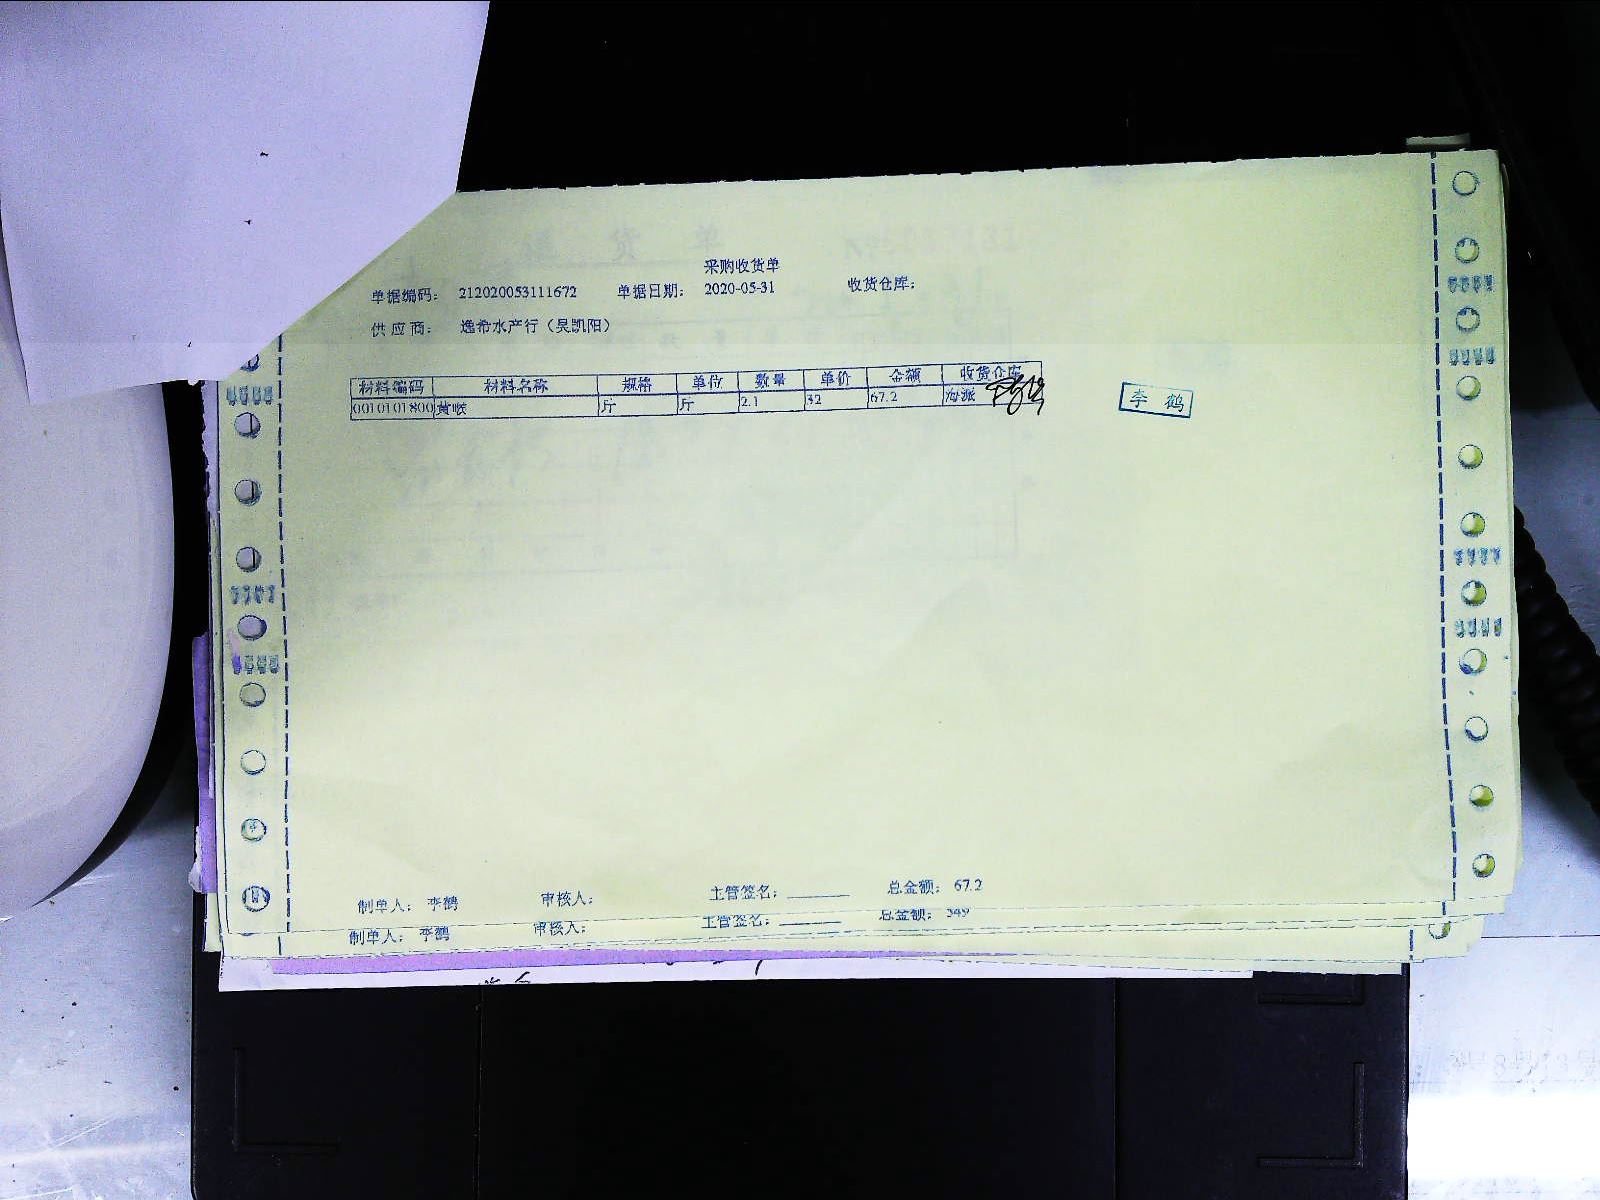 采购收货单
单据编码： 212020053111672 单据日期： 2020-05-31 收货仓库：
供 应 商： 逸希水产行（吴凯阳）
材料编码 材料名称 规格 单位 数量 单价 金额 收货仓库
0010101800 黄喉 斤 斤 2.1 32 67.2 海派
李 鹤
制单人： 李鹤 审核人： 主管签名：______ 总金额： 67.2
制单人： 李鹤 审核人： 主管签名：______ 总金额： 349